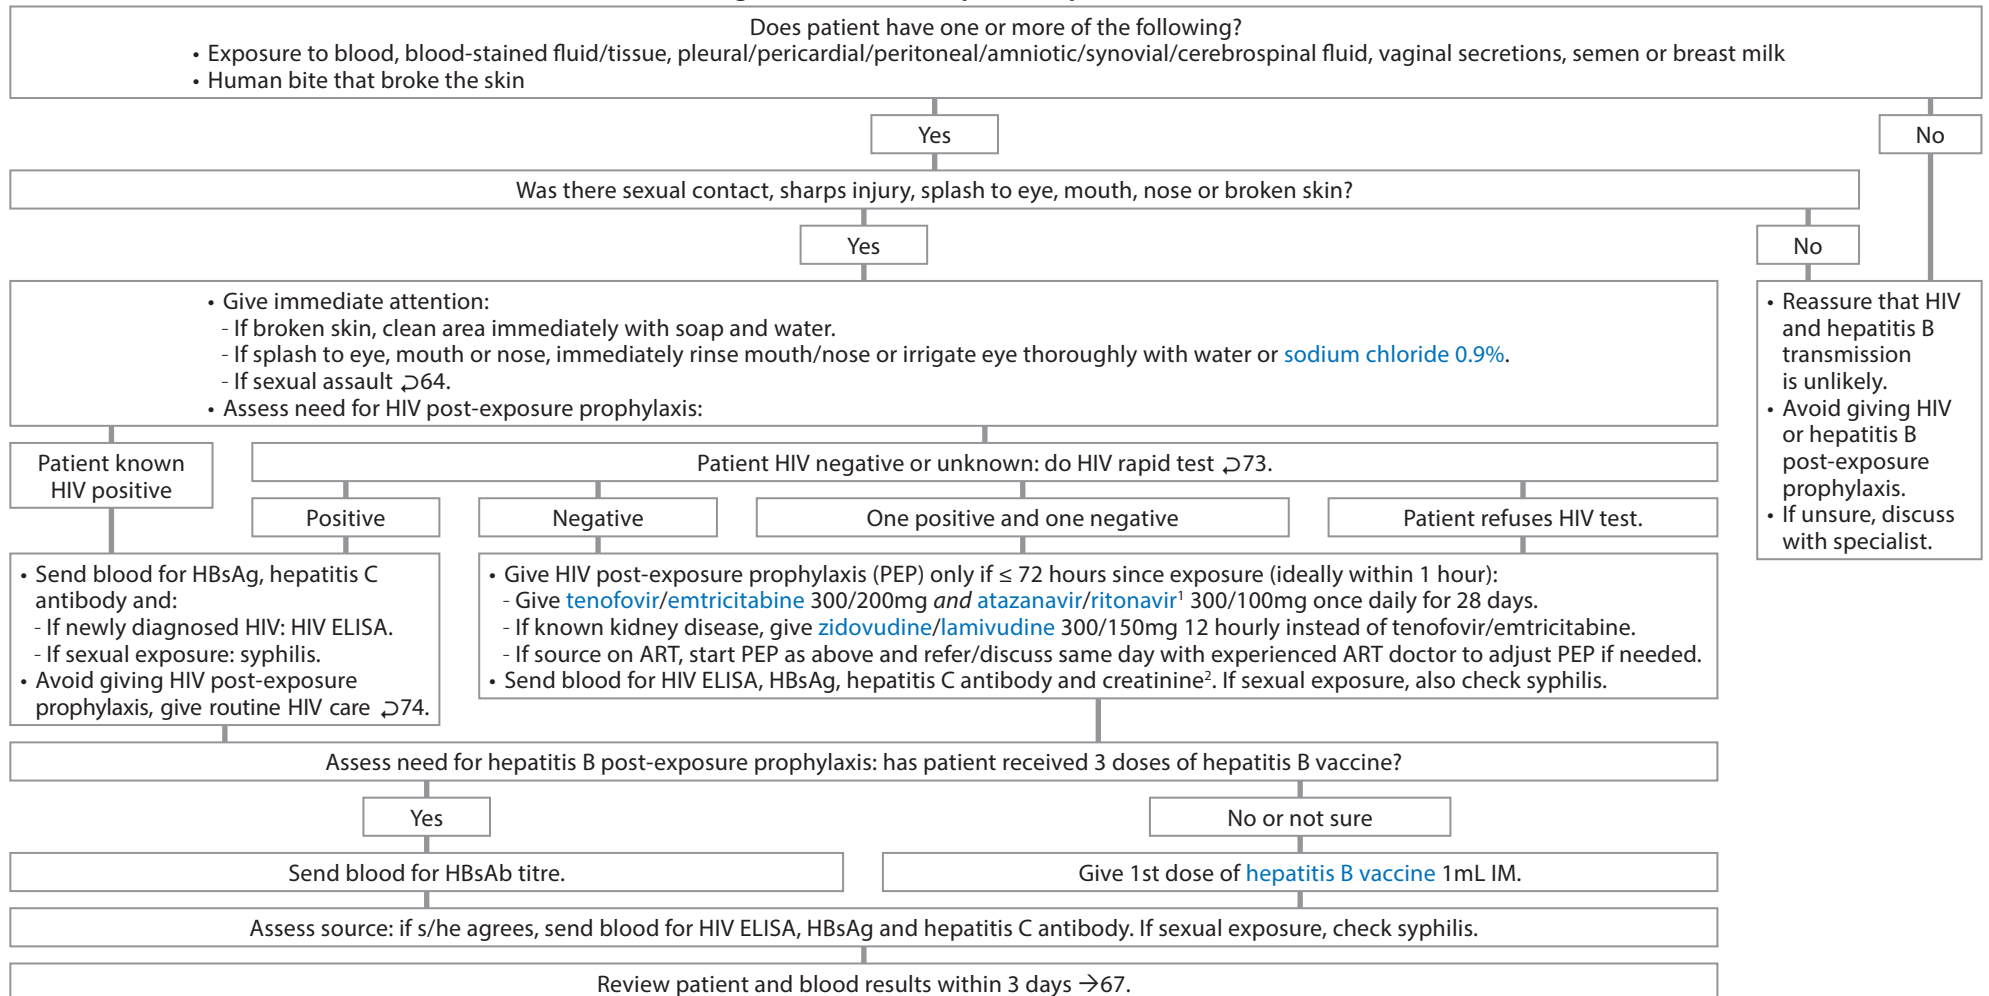 Does patient have one or more of the following?
• Exposure to blood, blood-stained fluid/tissue, pleural/pericardial/peritoneal/amniotic/synovial/cerebrospinal fluid, vaginal secretions, semen or breast milk
• Human bite that broke the skin
Yes
No
Was there sexual contact, sharps injury, splash to eye, mouth, nose or broken skin?
Yes
No
• Give immediate attention:
- If broken skin, clean area immediately with soap and water.
- If splash to eye, mouth or nose, immediately rinse mouth/nose or irrigate eye thoroughly with water or sodium chloride 0.9%.
- If sexual assault ⮌64.
• Assess need for HIV post-exposure prophylaxis:
• Reassure that HIV
and hepatitis B
transmission
is unlikely.
• Avoid giving HIV
or hepatitis B
post-exposure
prophylaxis.
• If unsure, discuss
with specialist.
Patient known
HIV positive
Patient HIV negative or unknown: do HIV rapid test ⮌73.
Positive
Negative
One positive and one negative
Patient refuses HIV test.
• Send blood for HBsAg, hepatitis C
antibody and:
- If newly diagnosed HIV: HIV ELISA.
- If sexual exposure: syphilis.
• Avoid giving HIV post-exposure
prophylaxis, give routine HIV care ⮌74.
• Give HIV post-exposure prophylaxis (PEP) only if ≤ 72 hours since exposure (ideally within 1 hour):
- Give tenofovir/emtricitabine 300/200mg and atazanavir/ritonavir¹ 300/100mg once daily for 28 days.
- If known kidney disease, give zidovudine/lamivudine 300/150mg 12 hourly instead of tenofovir/emtricitabine.
- If source on ART, start PEP as above and refer/discuss same day with experienced ART doctor to adjust PEP if needed.
• Send blood for HIV ELISA, HBsAg, hepatitis C antibody and creatinine². If sexual exposure, also check syphilis.
Assess need for hepatitis B post-exposure prophylaxis: has patient received 3 doses of hepatitis B vaccine?
Yes
No or not sure
Send blood for HBsAb titre.
Give 1st dose of hepatitis B vaccine 1mL IM.
Assess source: if s/he agrees, send blood for HIV ELISA, HBsAg and hepatitis C antibody. If sexual exposure, check syphilis.
Review patient and blood results within 3 days →67.